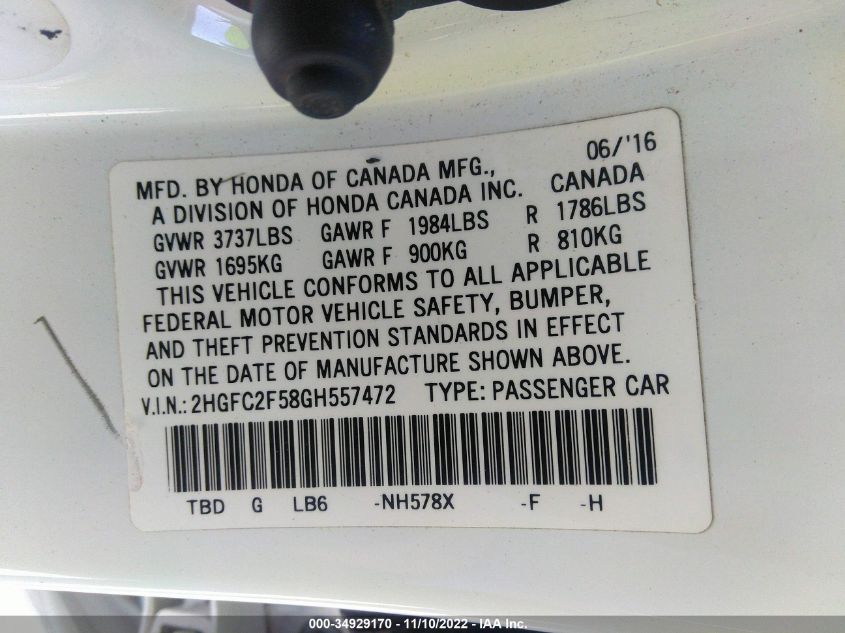 06/'16
MFD. BY HONDA OF CANADA MFG.,
A DIVISION OF HONDA CANADA INC. CANADA
GVWR 3737LBS GAWR F 1984LBS R 1786LBS
GVWR 1695KG GAWR F 900KG R 810KG
THIS VEHICLE CONFORMS TO ALL APPLICABLE
FEDERAL MOTOR VEHICLE SAFETY, BUMPER,
AND THEFT PREVENTION STANDARDS IN EFFECT
ON THE DATE OF MANUFACTURE SHOWN ABOVE.
V.I.N.: 2HGFC2F58GH557472 TYPE: PASSENGER CAR
TBD G LB6 -NH578X -F -H
000-34929170 - 11/10/2022 - IAA Inc.